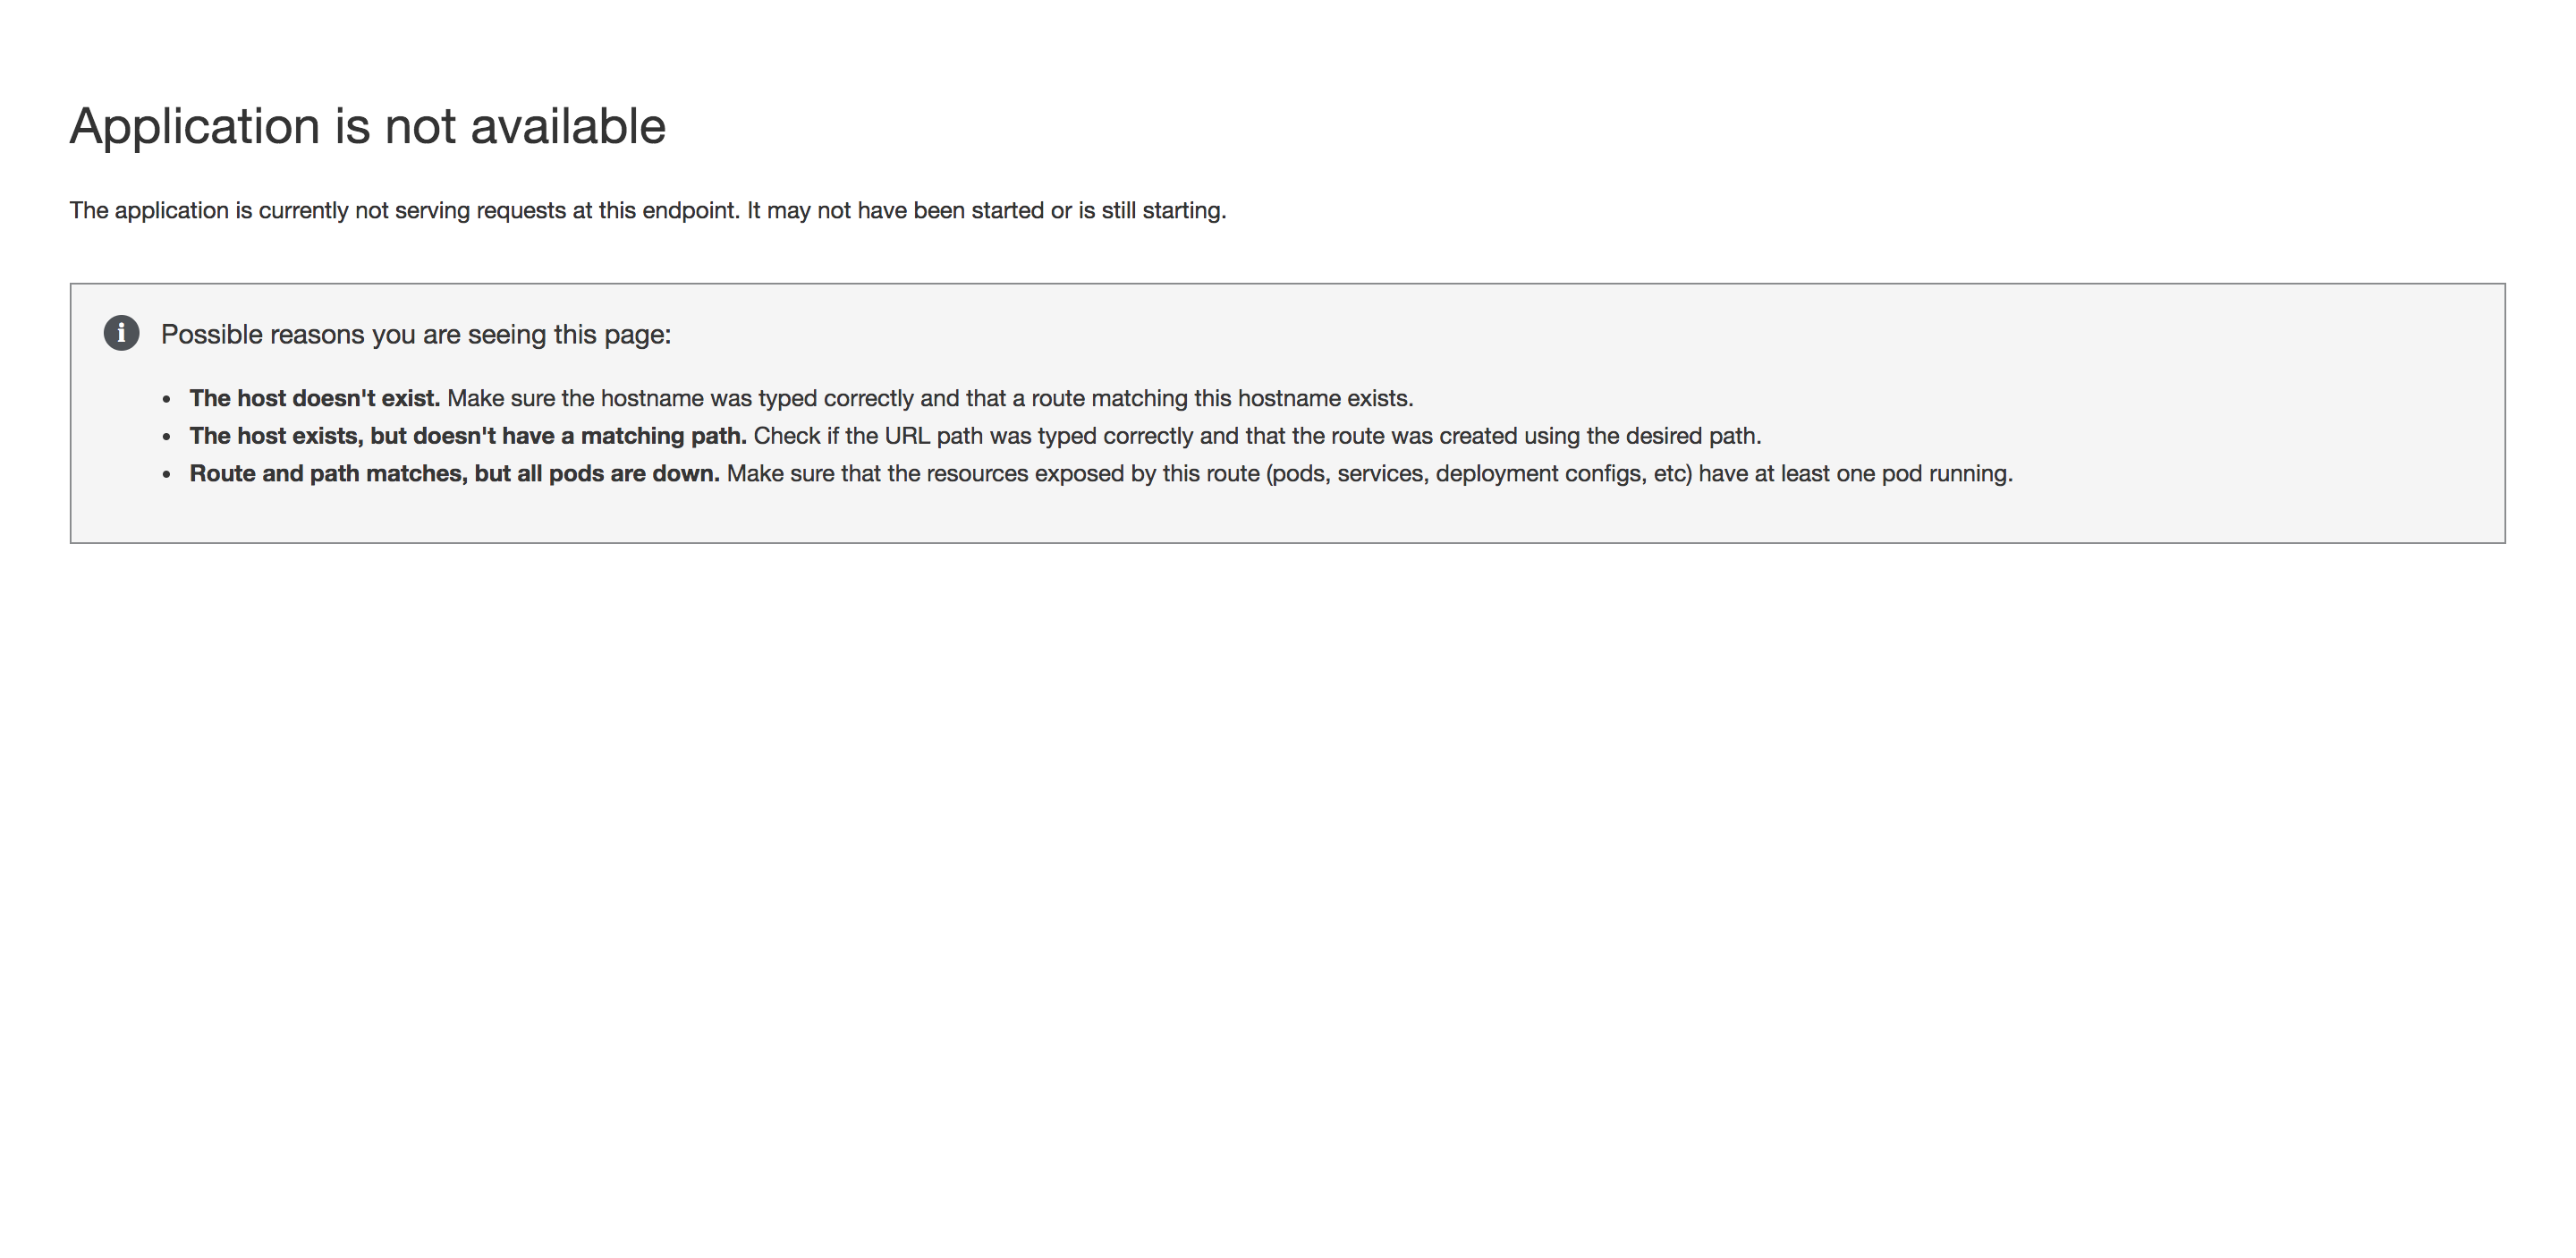 Application is not available
The application is currently not serving requests at this endpoint. It may not have been started or is still starting.
Possible reasons you are seeing this page:
The host doesn't exist. Make sure the hostname was typed correctly and that a route matching this hostname exists.
The host exists, but doesn't have a matching path. Check if the URL path was typed correctly and that the route was created using the desired path.
Route and path matches, but all pods are down. Make sure that the resources exposed by this route (pods, services, deployment configs, etc) have at least one pod running.